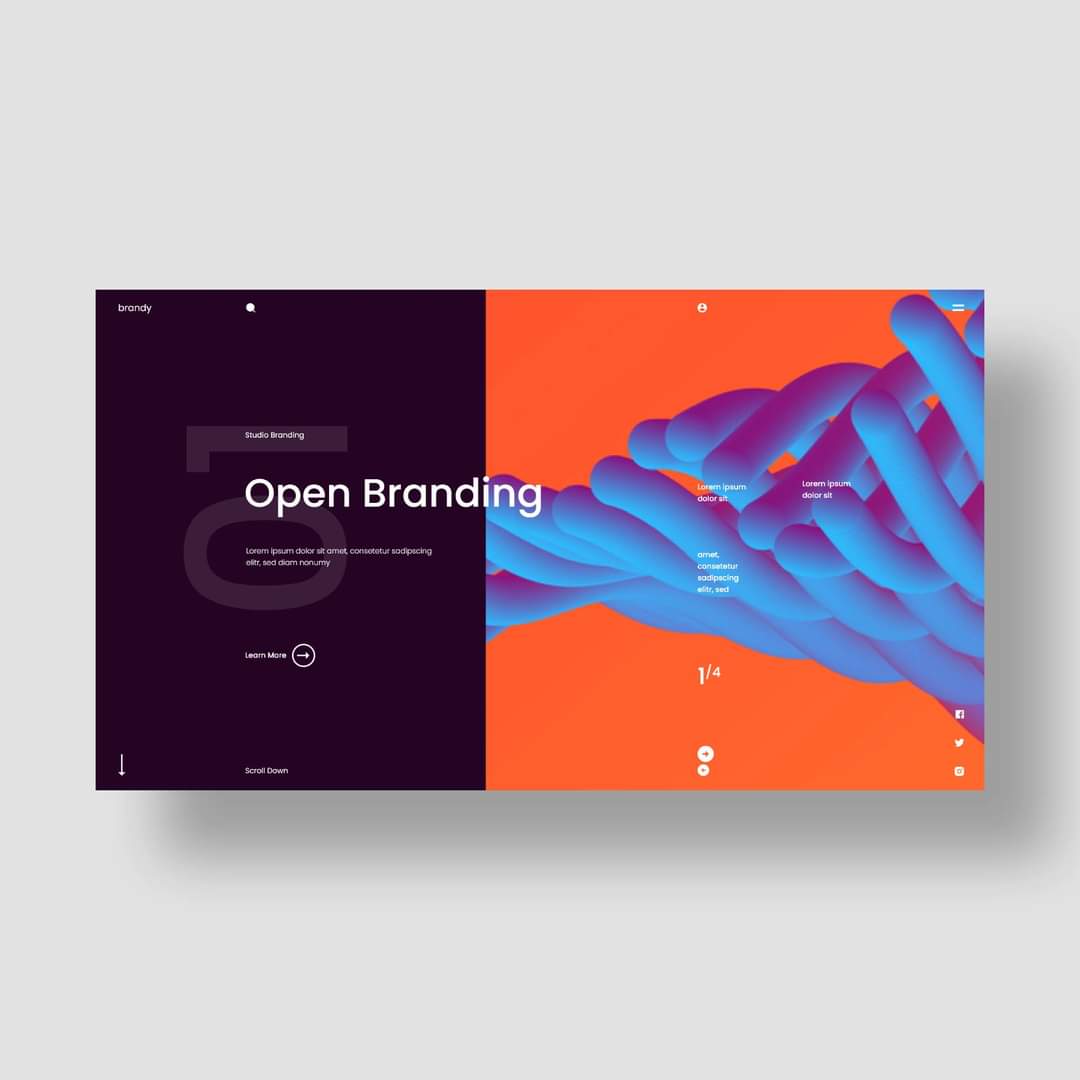 brandy
Studio Branding
01
Open Branding
Lorem ipsum dolor sit amet, consetetur sadipscing
elitr, sed diam nonumy
Learn More
Scroll Down
Lorem ipsum
dolor sit
Lorem ipsum
dolor sit
amet,
consetetur
sadipscing
elitr, sed
1/4